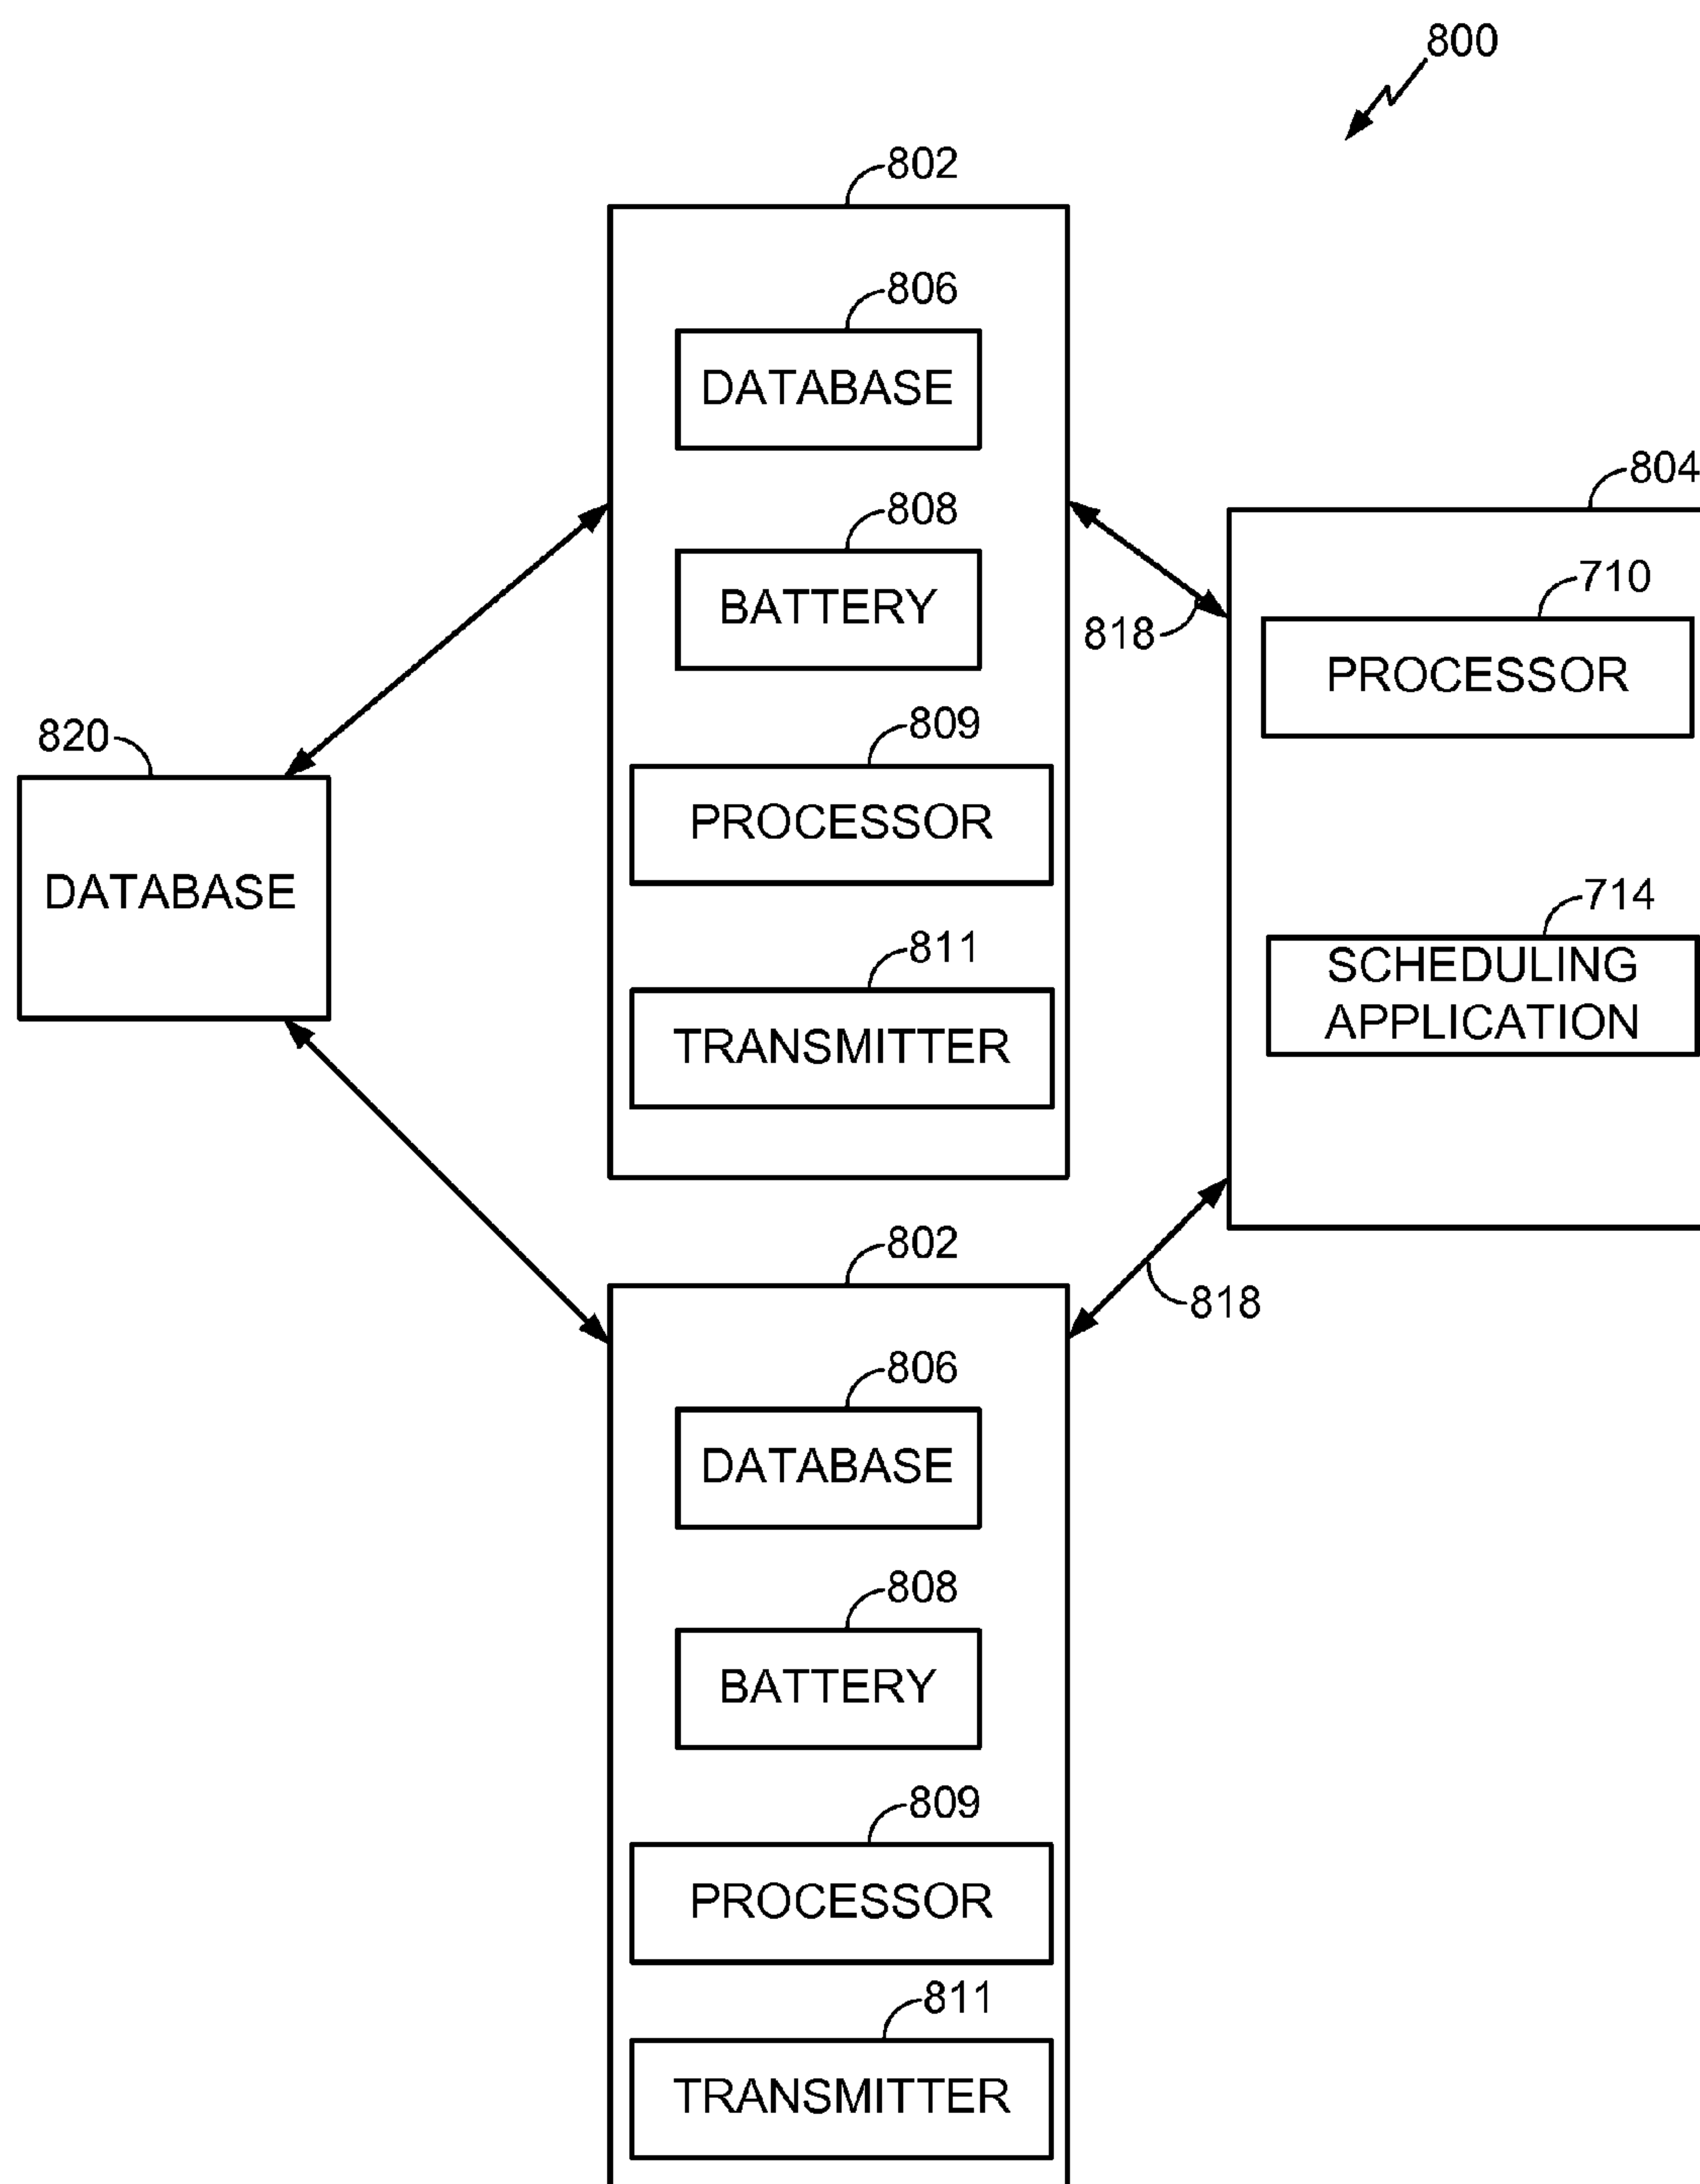 800
802
806
DATABASE
808
BATTERY
809
PROCESSOR
811
TRANSMITTER
804
710
PROCESSOR
714
SCHEDULING
APPLICATION
818
820
DATABASE
818
802
806
DATABASE
808
BATTERY
809
PROCESSOR
811
TRANSMITTER